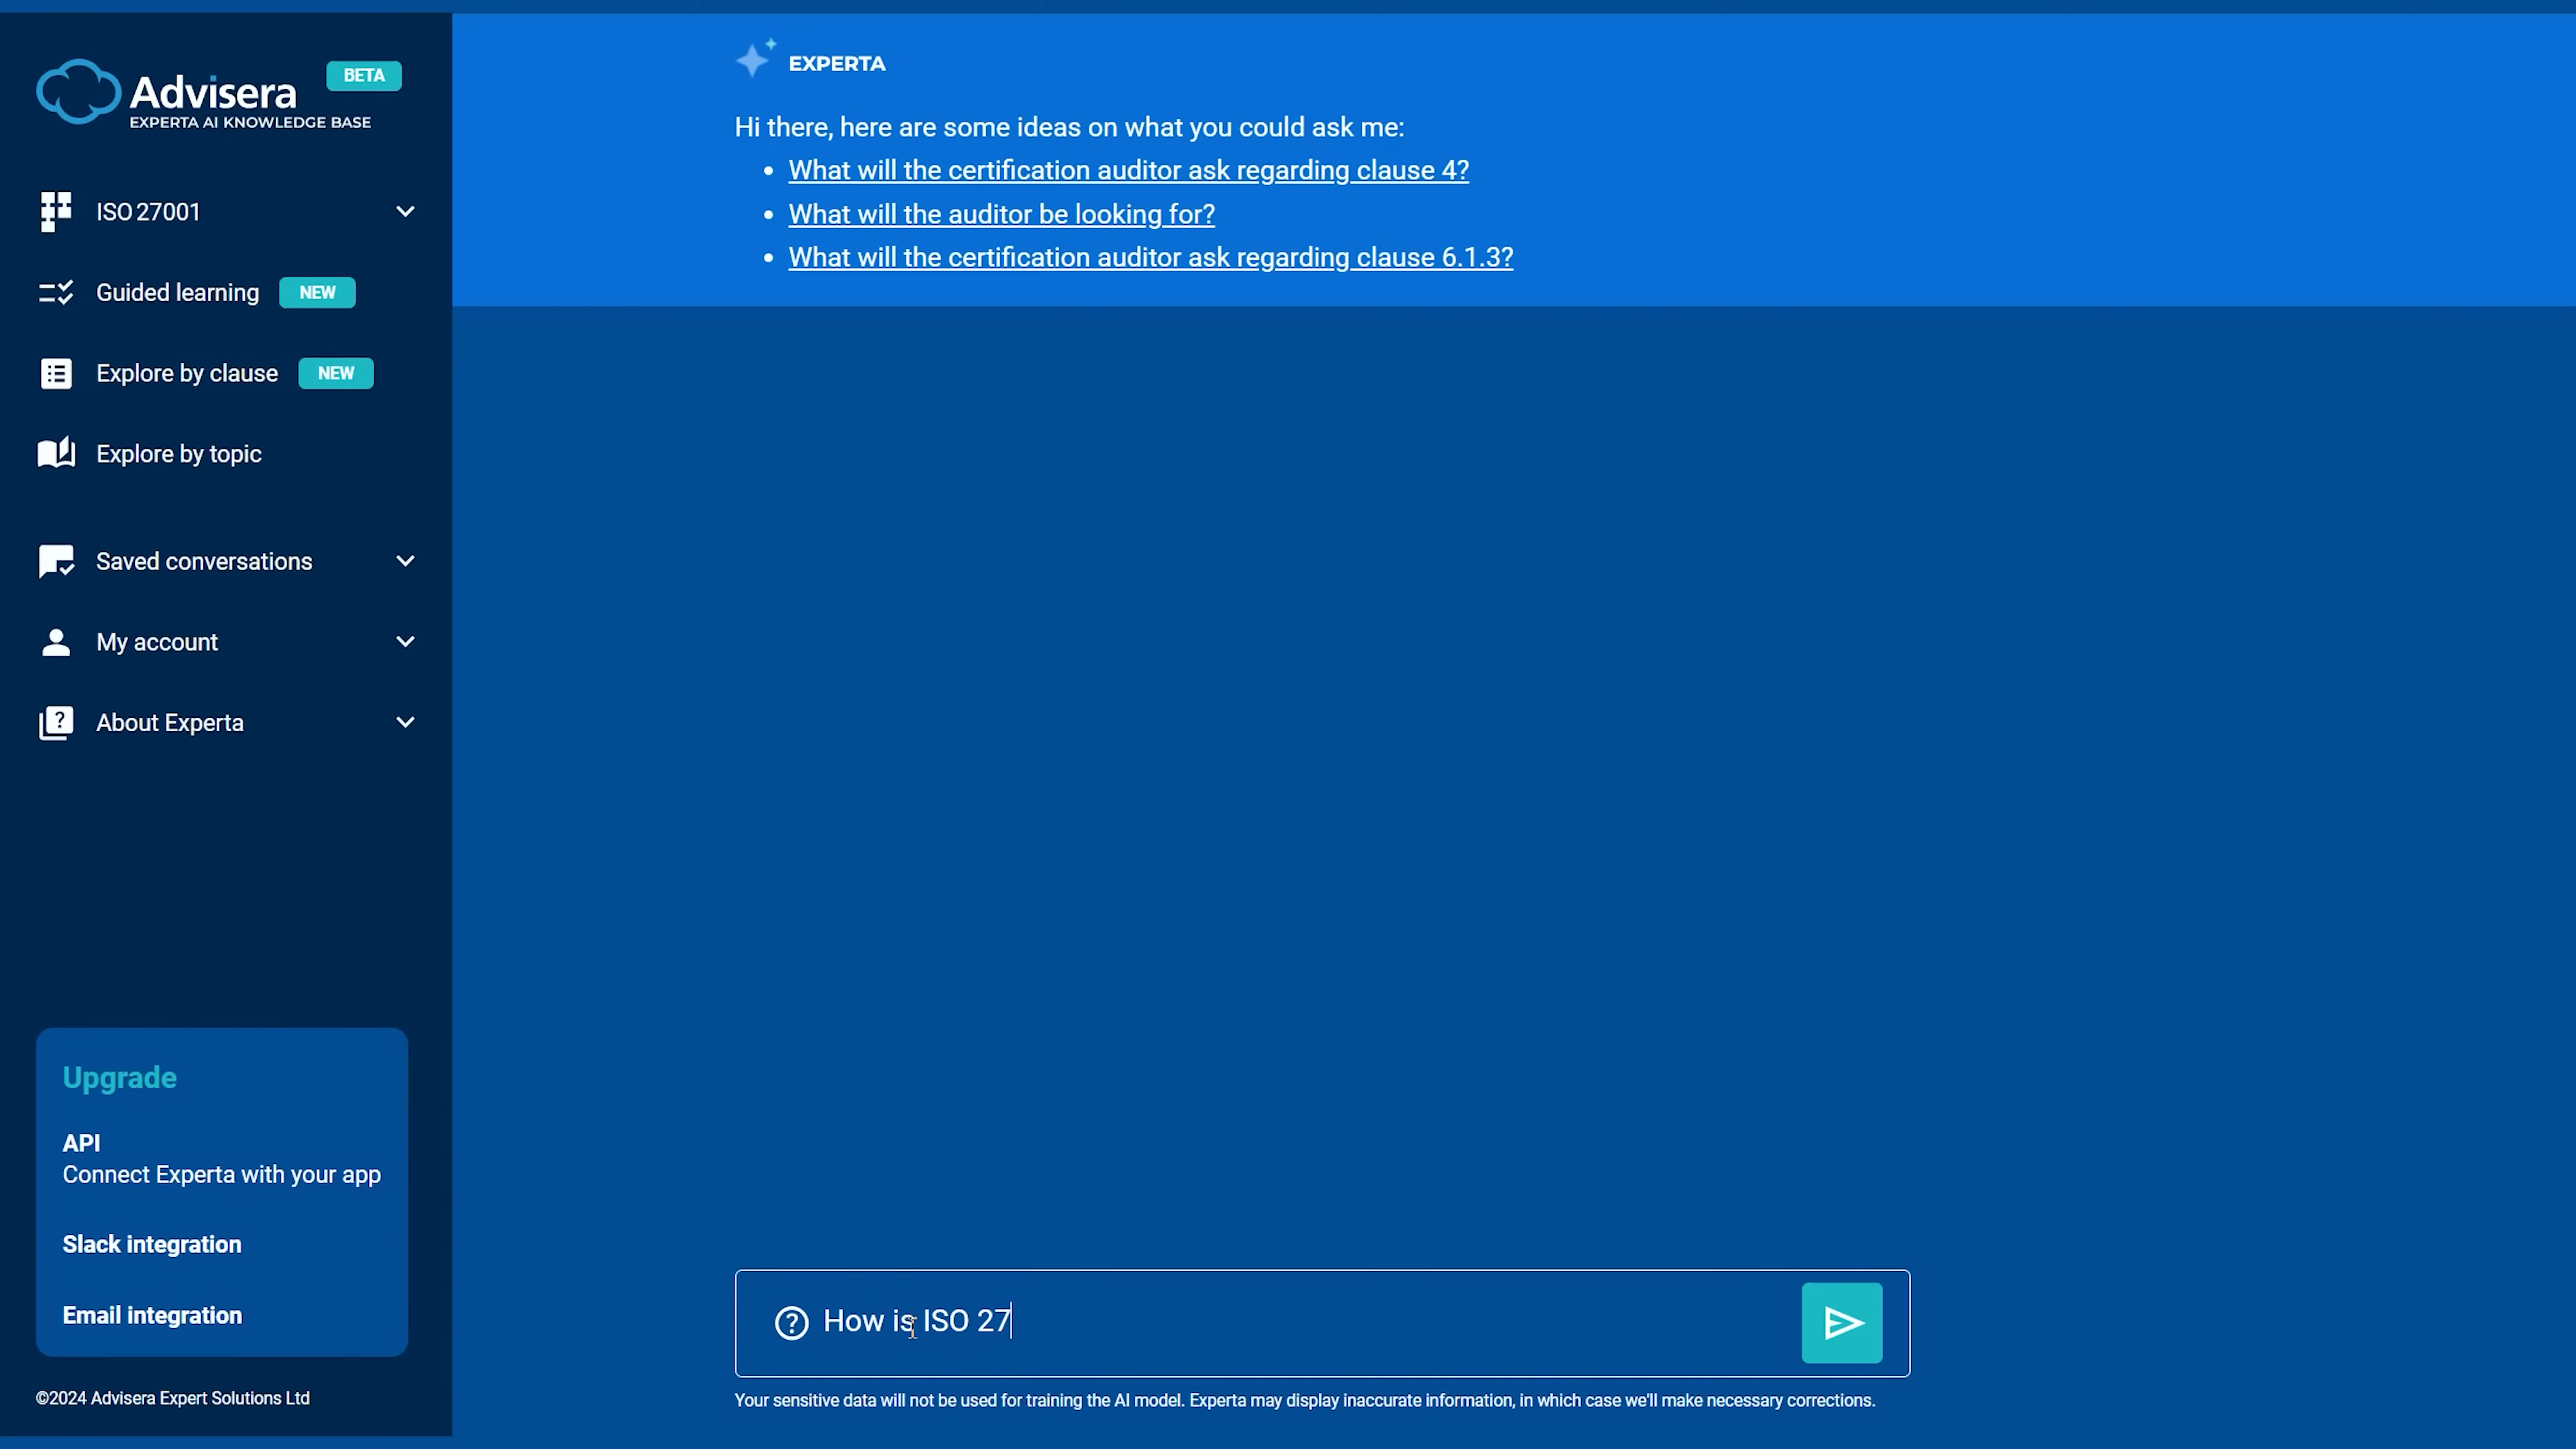 Advisera
BETA
EXPERTA AI KNOWLEDGE BASE
ISO 27001
Guided learning NEW
Explore by clause NEW
Explore by topic
Saved conversations
My account
About Experta
Upgrade
API
Connect Experta with your app
Slack integration
Email integration
©2024 Advisera Expert Solutions Ltd
EXPERTA
Hi there, here are some ideas on what you could ask me:
• What will the certification auditor ask regarding clause 4?
• What will the auditor be looking for?
• What will the certification auditor ask regarding clause 6.1.3?
How is ISO 27
Your sensitive data will not be used for training the AI model. Experta may display inaccurate information, in which case we'll make necessary corrections.